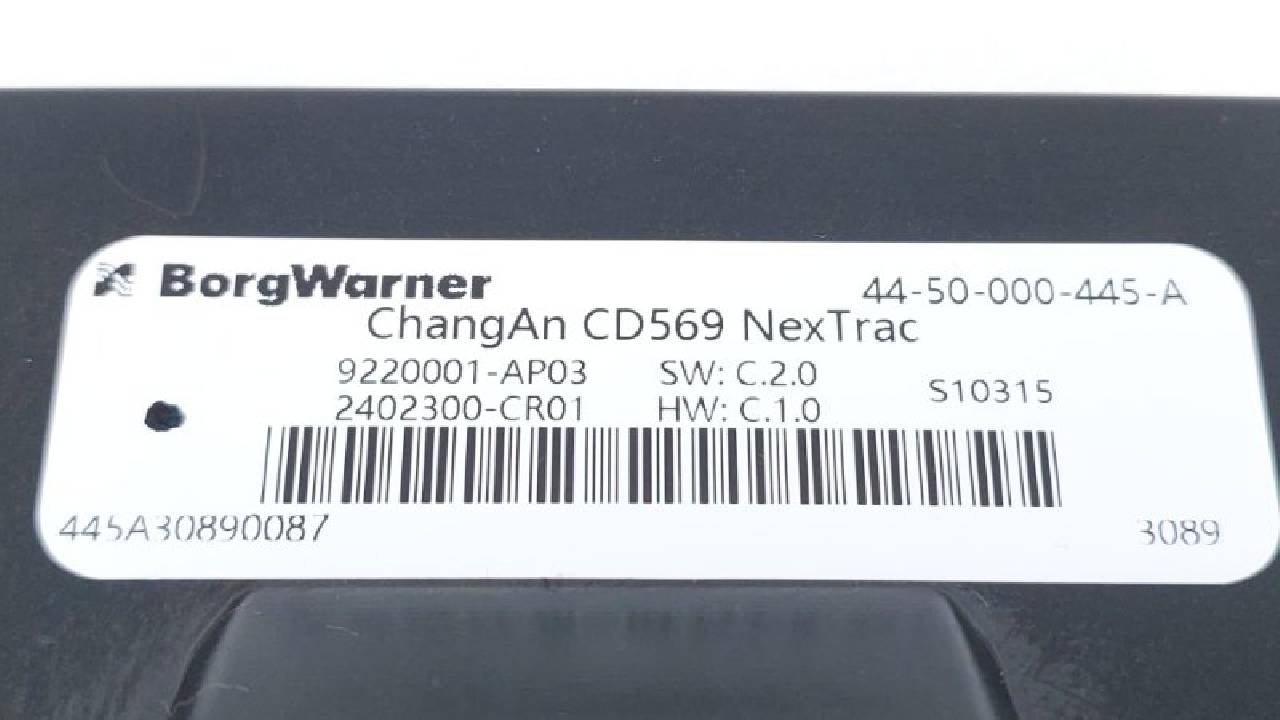 BorgWarner 44-50-000-445-A
ChangAn CD569 NexTrac
9220001-AP03 SW: C.2.0
2402300-CR01 HW: C.1.0 S10315
445A30890087 3089